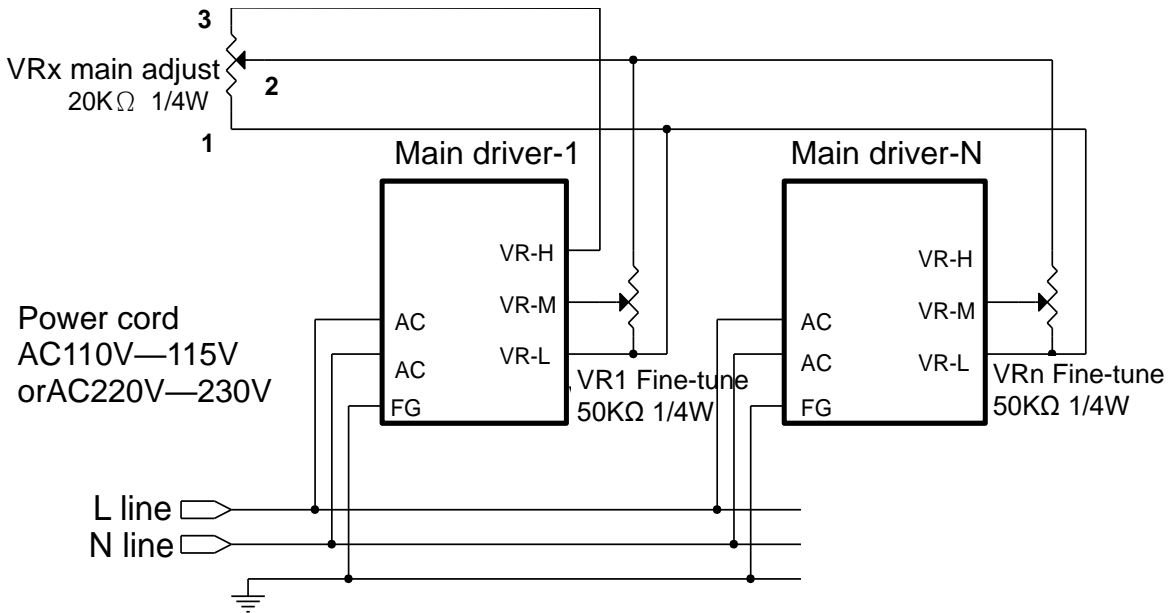 3
VRx main adjust
20KΩ 1/4W
2
1
Main driver-1
VR-H
VR-M
VR-L
AC
AC
FG
VR1 Fine-tune
50KΩ 1/4W
Main driver-N
VR-H
VR-M
VR-L
AC
AC
FG
VRn Fine-tune
50KΩ 1/4W
Power cord
AC110V—115V
orAC220V—230V
L line
N line